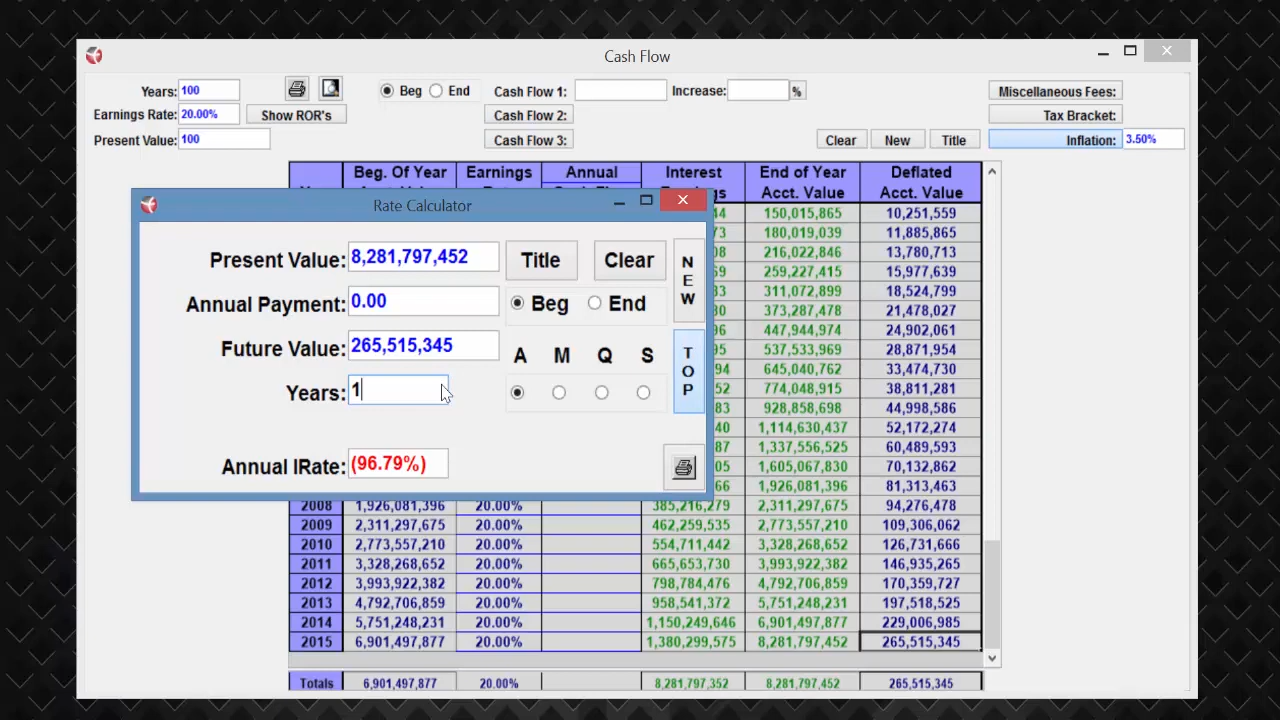 Cash Flow
Years: 100
Beg End Cash Flow 1: Increase: % Miscellaneous Fees:
Earnings Rate: 20.00% Show ROR's Cash Flow 2: Tax Bracket:
Present Value: 100 Cash Flow 3: Clear New Title Inflation: 3.50%
Beg. Of Year Earnings Annual Interest End of Year Deflated
Acct. Value Acct. Value
Rate Calculator
Present Value: 8,281,797,452 Title Clear NEW
Annual Payment: 0.00 Beg End
Future Value: 265,515,345 A M Q S TOP
Years: 1
Annual IRate: (96.79%)
44 150,015,865 10,251,559
73 180,019,039 11,885,865
08 216,022,846 13,780,713
69 259,227,415 15,977,639
83 311,072,899 18,524,799
80 373,287,478 21,478,027
96 447,944,974 24,902,061
95 537,533,969 28,871,954
94 645,040,762 33,474,730
52 774,048,915 38,811,281
83 928,858,698 44,998,586
40 1,114,630,437 52,172,274
87 1,337,556,525 60,489,593
05 1,605,067,830 70,132,862
66 1,926,081,396 81,313,463
2008 1,926,081,396 20.00% 385,216,279 2,311,297,675 94,276,478
2009 2,311,297,675 20.00% 462,259,535 2,773,557,210 109,306,062
2010 2,773,557,210 20.00% 554,711,442 3,328,268,652 126,731,666
2011 3,328,268,652 20.00% 665,653,730 3,993,922,382 146,935,265
2012 3,993,922,382 20.00% 798,784,476 4,792,706,859 170,359,727
2013 4,792,706,859 20.00% 958,541,372 5,751,248,231 197,518,525
2014 5,751,248,231 20.00% 1,150,249,646 6,901,497,877 229,006,985
2015 6,901,497,877 20.00% 1,380,299,575 8,281,797,452 265,515,345
Totals 6,901,497,877 20.00% 8,281,797,352 8,281,797,452 265,515,345